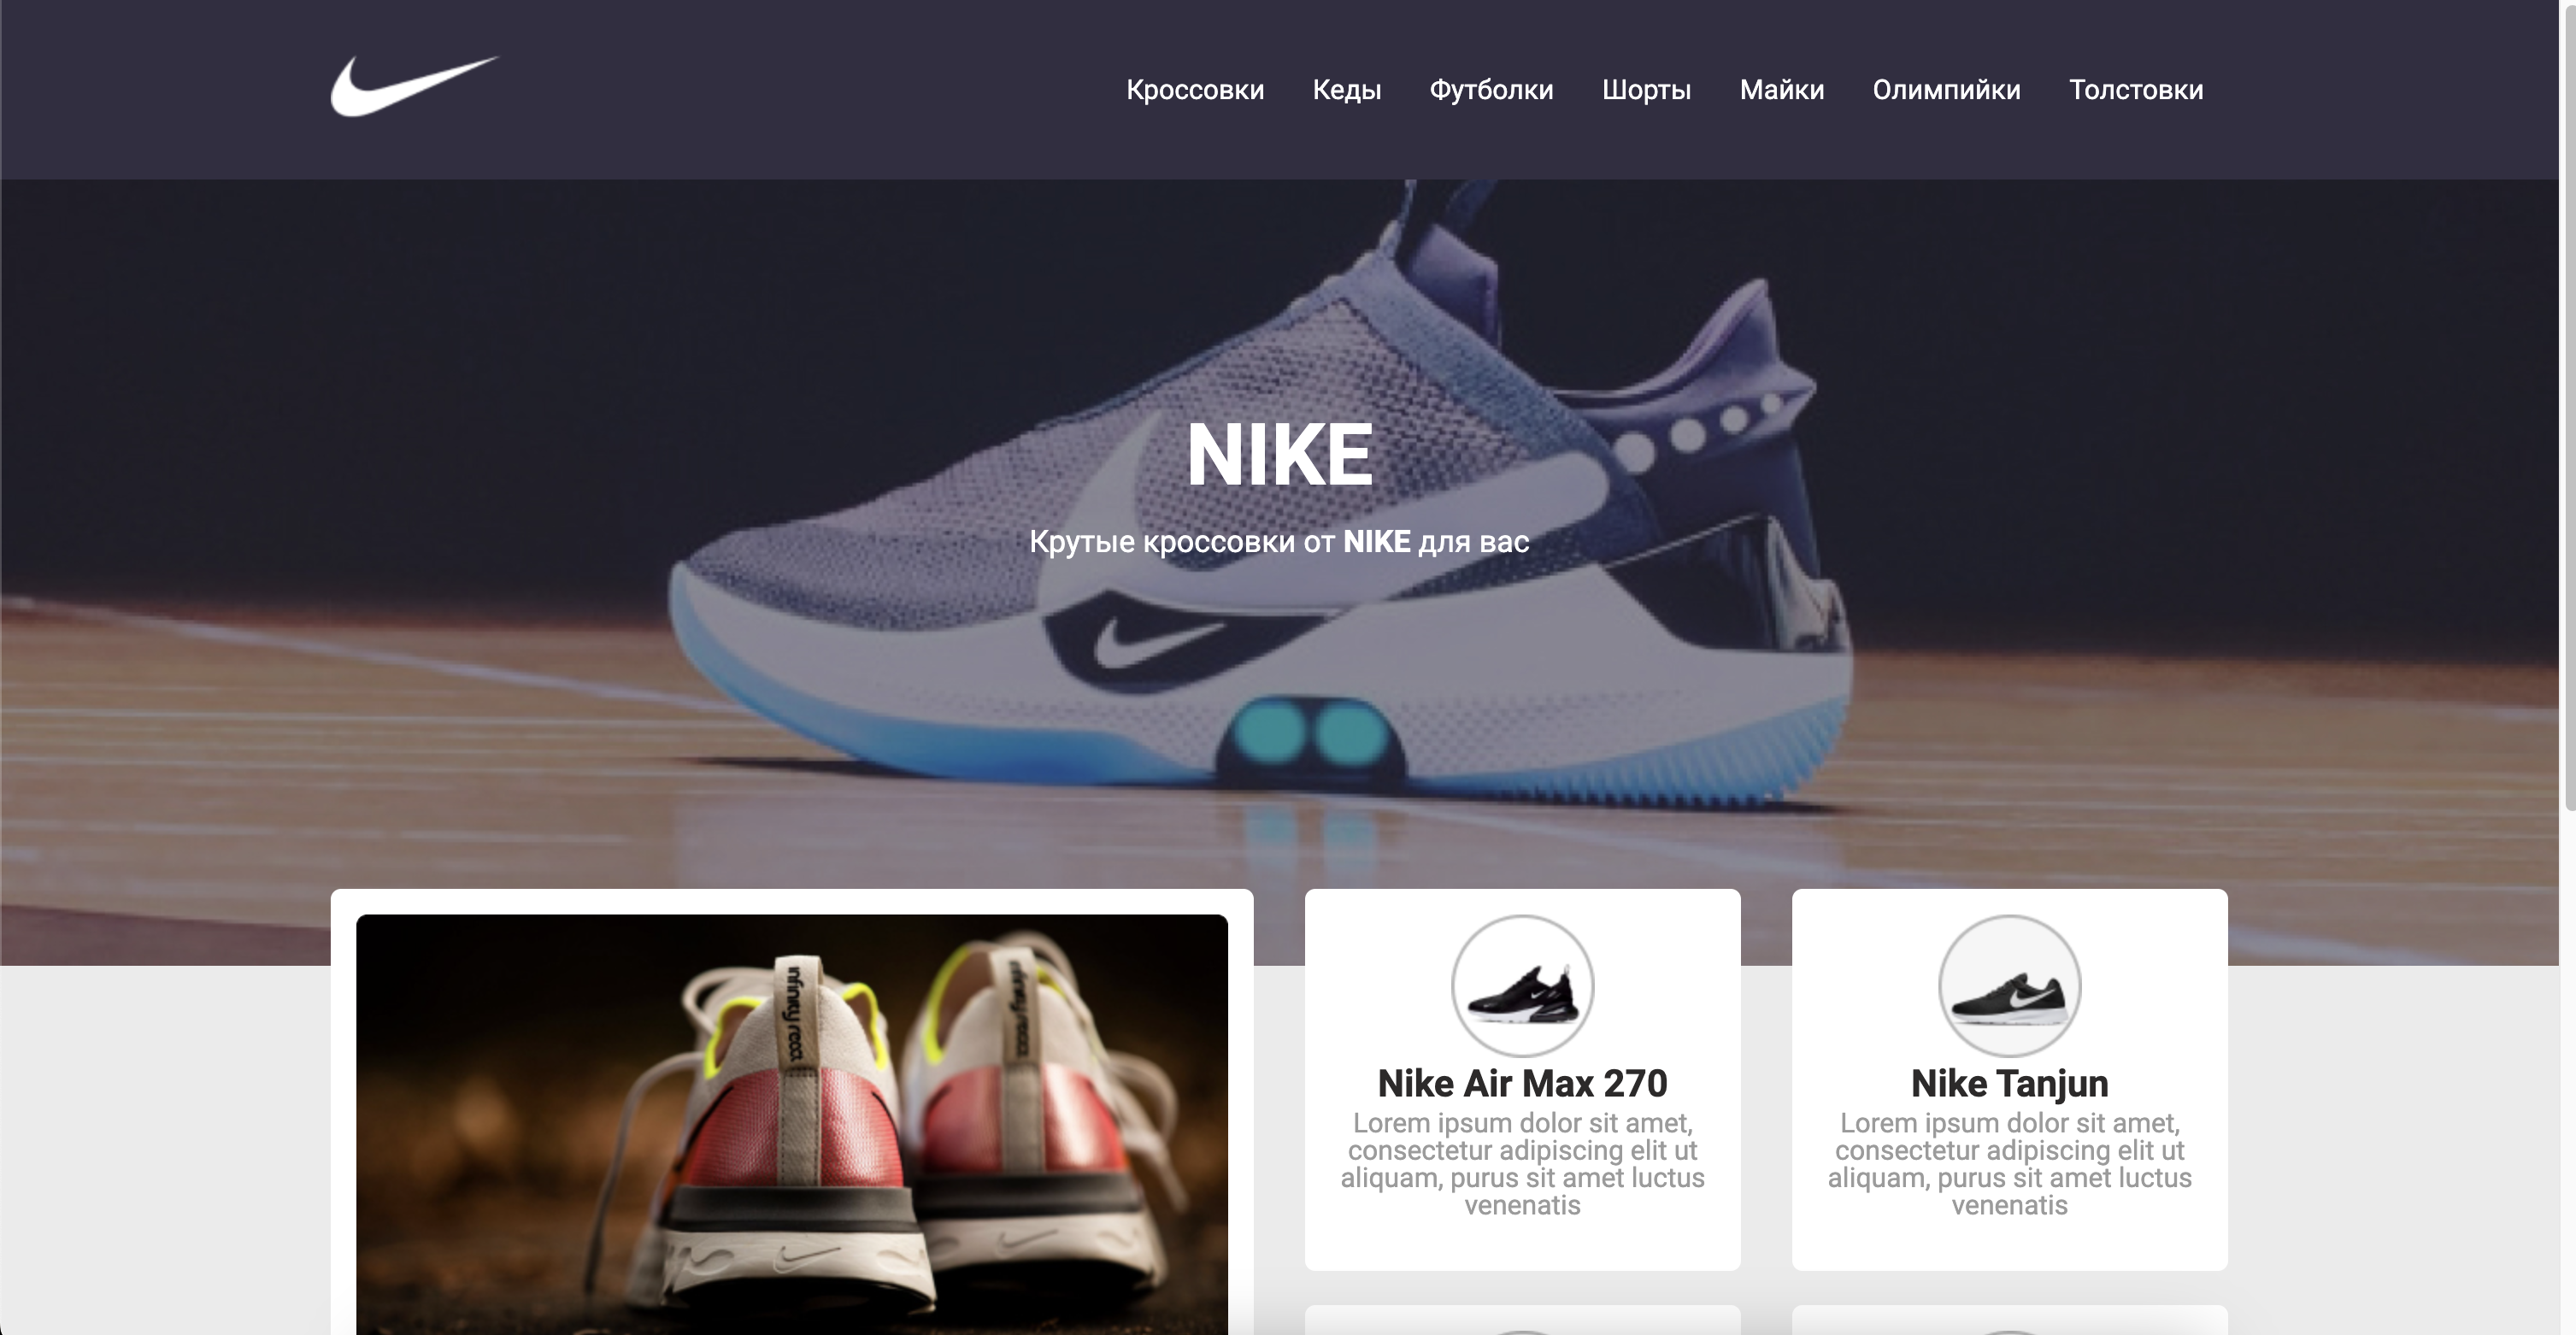 Кроссовки Кеды Футболки Шорты Майки Олимпийки Толстовки
NIKE
Крутые кроссовки от NIKE для вас
infinity react
infinity react
Nike Air Max 270
Lorem ipsum dolor sit amet,
consectetur adipiscing elit ut
aliquam, purus sit amet luctus
venenatis
Nike Tanjun
Lorem ipsum dolor sit amet,
consectetur adipiscing elit ut
aliquam, purus sit amet luctus
venenatis